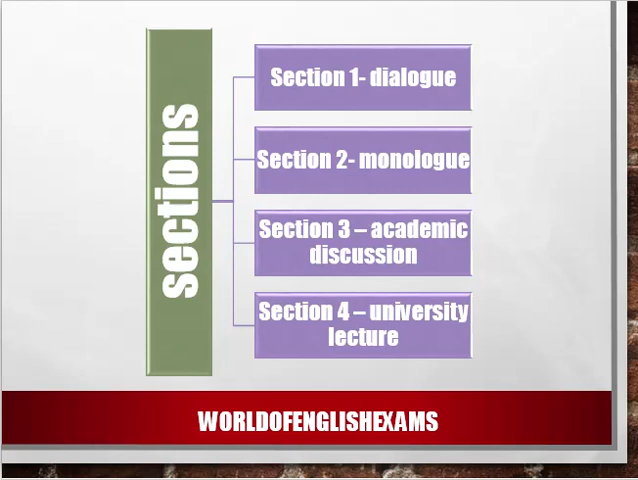 sections
Section 1- dialogue
Section 2- monologue
Section 3 – academic
discussion
Section 4 – university
lecture
WORLDOFENGLISHEXAMS